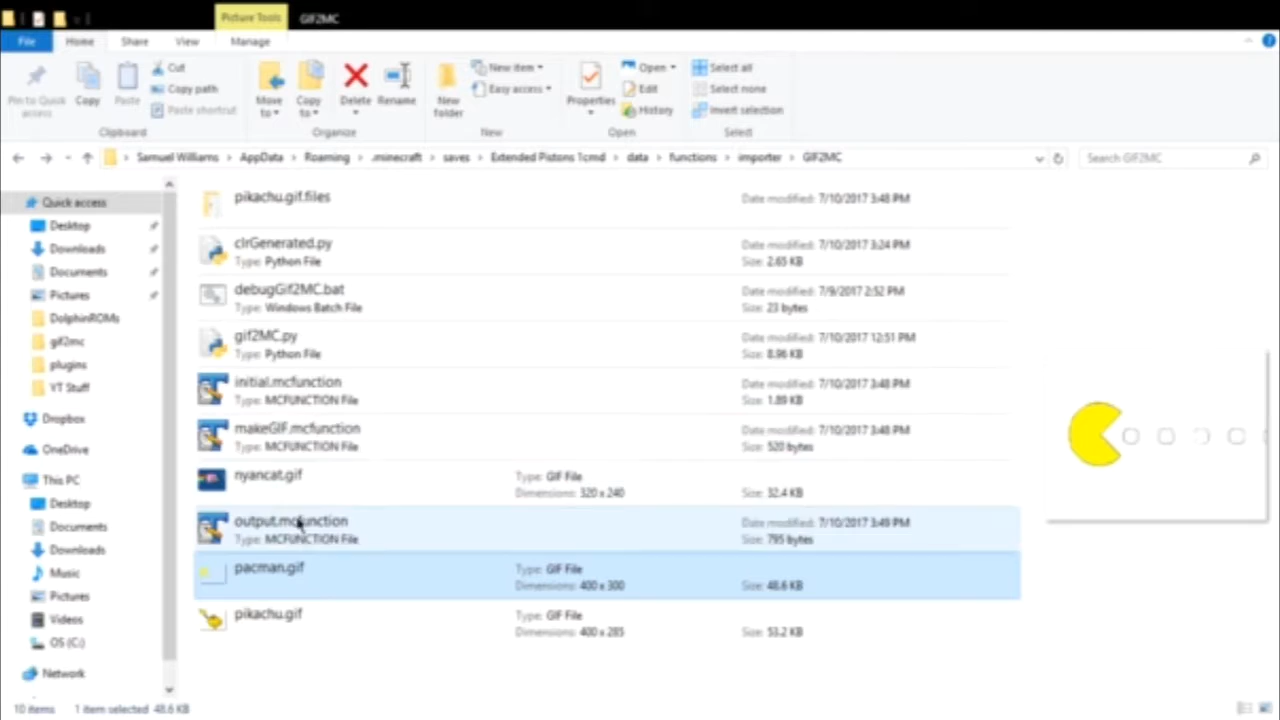 Picture Tools GIF2MC
File Home Share View Manage
Pin to Quick access
Copy
Paste
Cut
Copy path
Paste shortcut
Clipboard
Move to
Copy to
Delete
Rename
Organize
New folder
New item
Easy access
New
Properties
Open
Edit
History
Open
Select all
Select none
Invert selection
Select
Samuel Williams > AppData > Roaming > .minecraft > saves > Extended Pistons 1cmd > data > functions > importer > GIF2MC
Search GIF2MC
Quick access
Desktop
Downloads
Documents
Pictures
DolphinROMs
gif2mc
plugins
YT Stuff
Dropbox
OneDrive
This PC
Desktop
Documents
Downloads
Music
Pictures
Videos
OS (C:)
Network
pikachu.gif.files Date modified: 7/10/2017 3:48 PM
clrGenerated.py Date modified: 7/10/2017 3:24 PM
Type: Python File Size: 2.65 KB
debugGif2MC.bat Date modified: 7/9/2017 2:52 PM
Type: Windows Batch File Size: 23 bytes
gif2MC.py Date modified: 7/10/2017 12:51 PM
Type: Python File Size: 8.96 KB
initial.mcfunction Date modified: 7/10/2017 3:48 PM
Type: MCFUNCTION File Size: 1.89 KB
makeGIF.mcfunction Date modified: 7/10/2017 3:48 PM
Type: MCFUNCTION File Size: 520 bytes
nyancat.gif Type: GIF File
Dimensions: 320 x 240 Size: 32.4 KB
output.mcfunction Date modified: 7/10/2017 3:49 PM
Type: MCFUNCTION File Size: 795 bytes
pacman.gif Type: GIF File
Dimensions: 400 x 300 Size: 48.6 KB
pikachu.gif Type: GIF File
Dimensions: 400 x 285 Size: 53.2 KB
10 items 1 item selected 48.6 KB